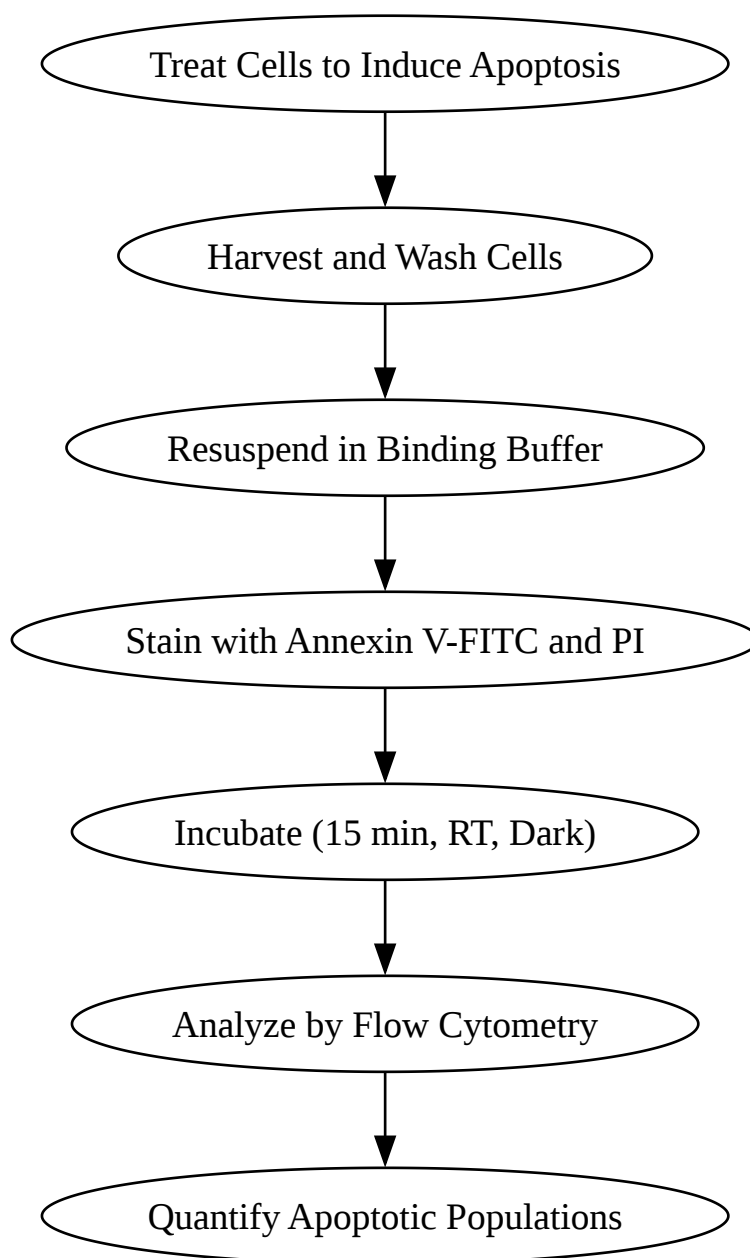 Treat Cells to Induce Apoptosis
Harvest and Wash Cells
Resuspend in Binding Buffer
Stain with Annexin V-FITC and PI
Incubate (15 min, RT, Dark)
Analyze by Flow Cytometry
Quantify Apoptotic Populations